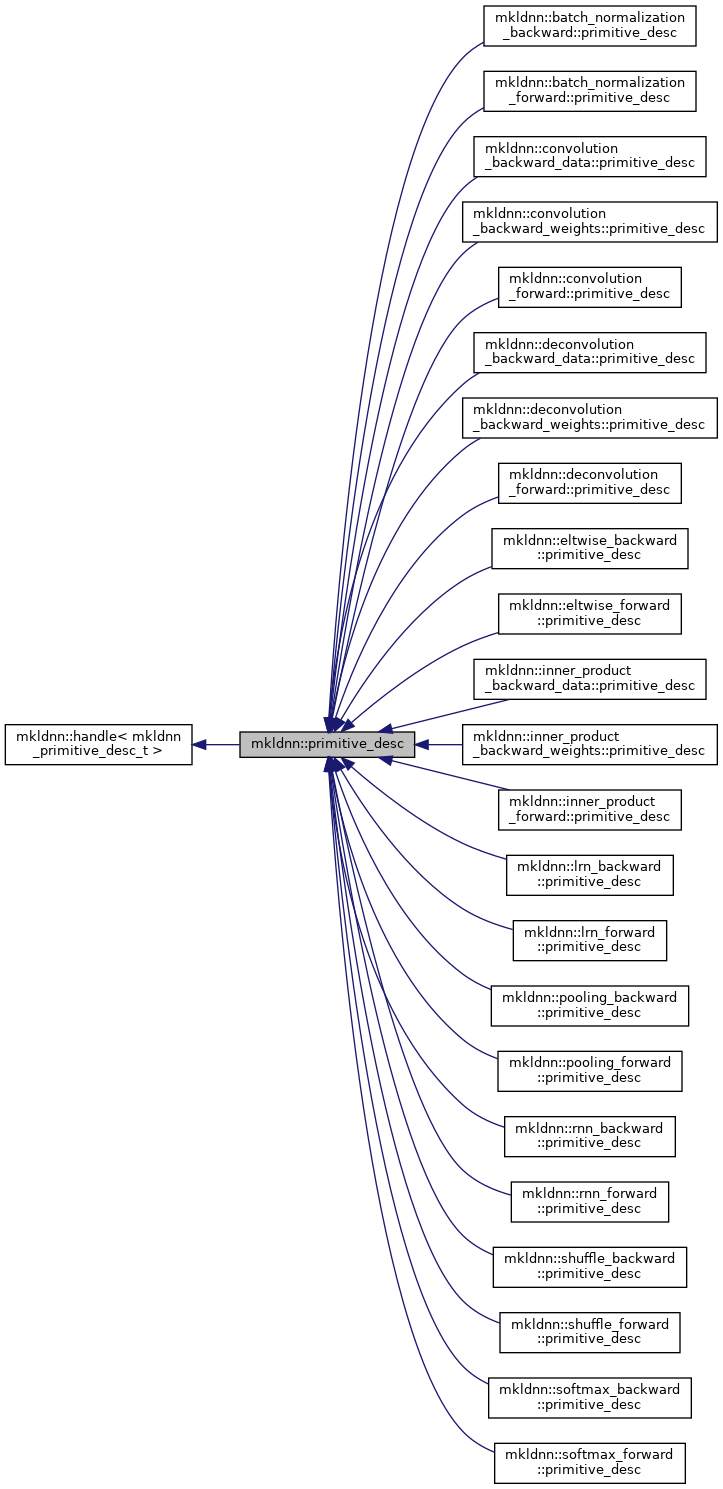 mkldnn::batch_normalization
_backward::primitive_desc
mkldnn::batch_normalization
_forward::primitive_desc
mkldnn::convolution
_backward_data::primitive_desc
mkldnn::convolution
_backward_weights::primitive_desc
mkldnn::convolution
_forward::primitive_desc
mkldnn::deconvolution
_backward_data::primitive_desc
mkldnn::deconvolution
_backward_weights::primitive_desc
mkldnn::deconvolution
_forward::primitive_desc
mkldnn::eltwise_backward
::primitive_desc
mkldnn::eltwise_forward
::primitive_desc
mkldnn::inner_product
_backward_data::primitive_desc
mkldnn::handle< mkldnn
_primitive_desc_t >
mkldnn::primitive_desc
mkldnn::inner_product
_backward_weights::primitive_desc
mkldnn::inner_product
_forward::primitive_desc
mkldnn::lrn_backward
::primitive_desc
mkldnn::lrn_forward
::primitive_desc
mkldnn::pooling_backward
::primitive_desc
mkldnn::pooling_forward
::primitive_desc
mkldnn::rnn_backward
::primitive_desc
mkldnn::rnn_forward
::primitive_desc
mkldnn::shuffle_backward
::primitive_desc
mkldnn::shuffle_forward
::primitive_desc
mkldnn::softmax_backward
::primitive_desc
mkldnn::softmax_forward
::primitive_desc